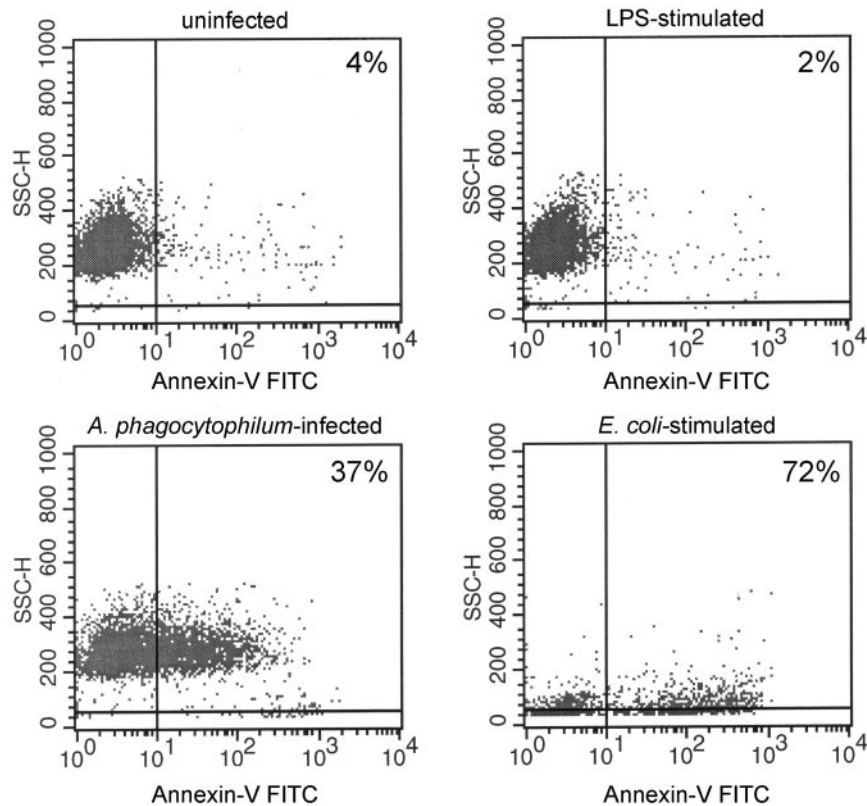 uninfected
4%
SSC-H
0 200 400 600 800 1000
10^0 10^1 10^2 10^3 10^4
Annexin-V FITC
LPS-stimulated
2%
SSC-H
0 200 400 600 800 1000
10^0 10^1 10^2 10^3 10^4
Annexin-V FITC
A. phagocytophilum-infected
37%
SSC-H
0 200 400 600 800 1000
10^0 10^1 10^2 10^3 10^4
Annexin-V FITC
E. coli-stimulated
72%
SSC-H
0 200 400 600 800 1000
10^0 10^1 10^2 10^3 10^4
Annexin-V FITC